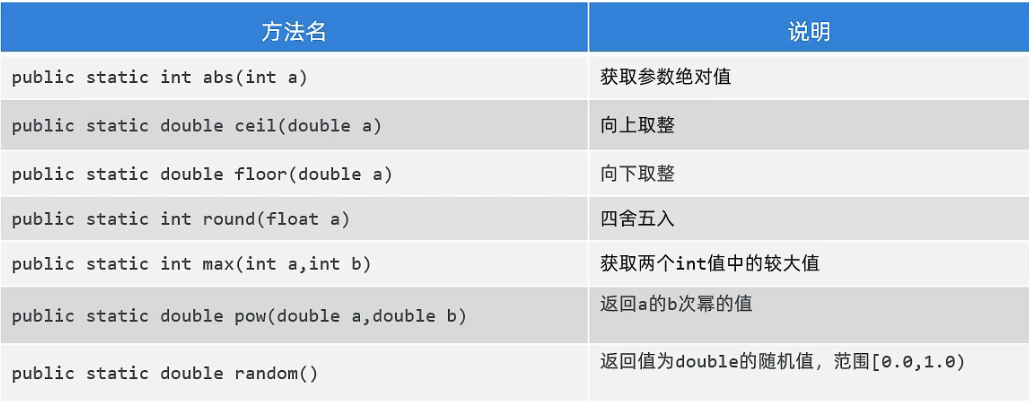 方法名 说明
public static int abs(int a) 获取参数绝对值
public static double ceil(double a) 向上取整
public static double floor(double a) 向下取整
public static int round(float a) 四舍五入
public static int max(int a,int b) 获取两个int值中的较大值
public static double pow(double a,double b) 返回a的b次幂的值
public static double random() 返回值为double的随机值，范围[0.0,1.0)